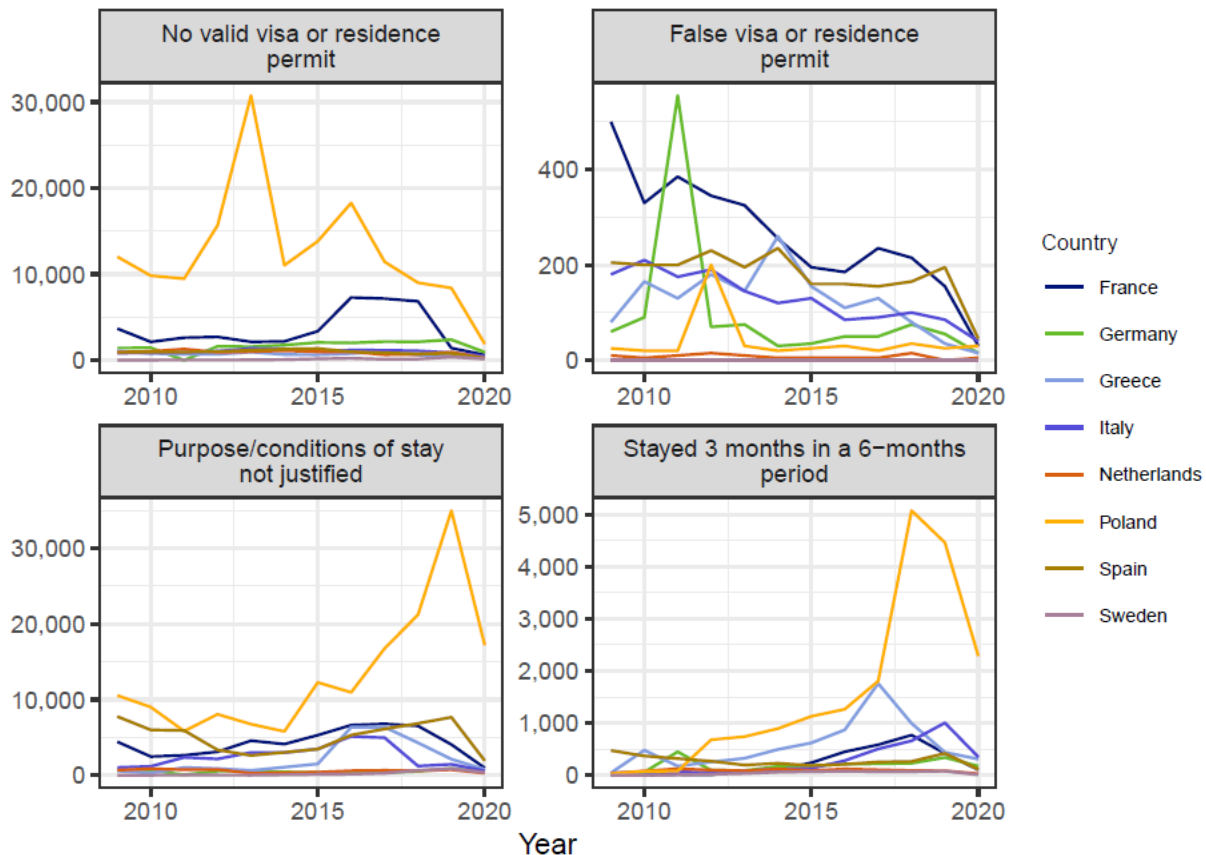 No valid visa or residence
permit
False visa or residence
permit
30,000
20,000
10,000
0
2010
2015
2020
400
200
0
2010
2015
2020
Purpose/conditions of stay
not justified
Stayed 3 months in a 6−months
period
30,000
20,000
10,000
0
2010
2015
2020
5,000
4,000
3,000
2,000
1,000
0
2010
2015
2020
Year
Country
France
Germany
Greece
Italy
Netherlands
Poland
Spain
Sweden